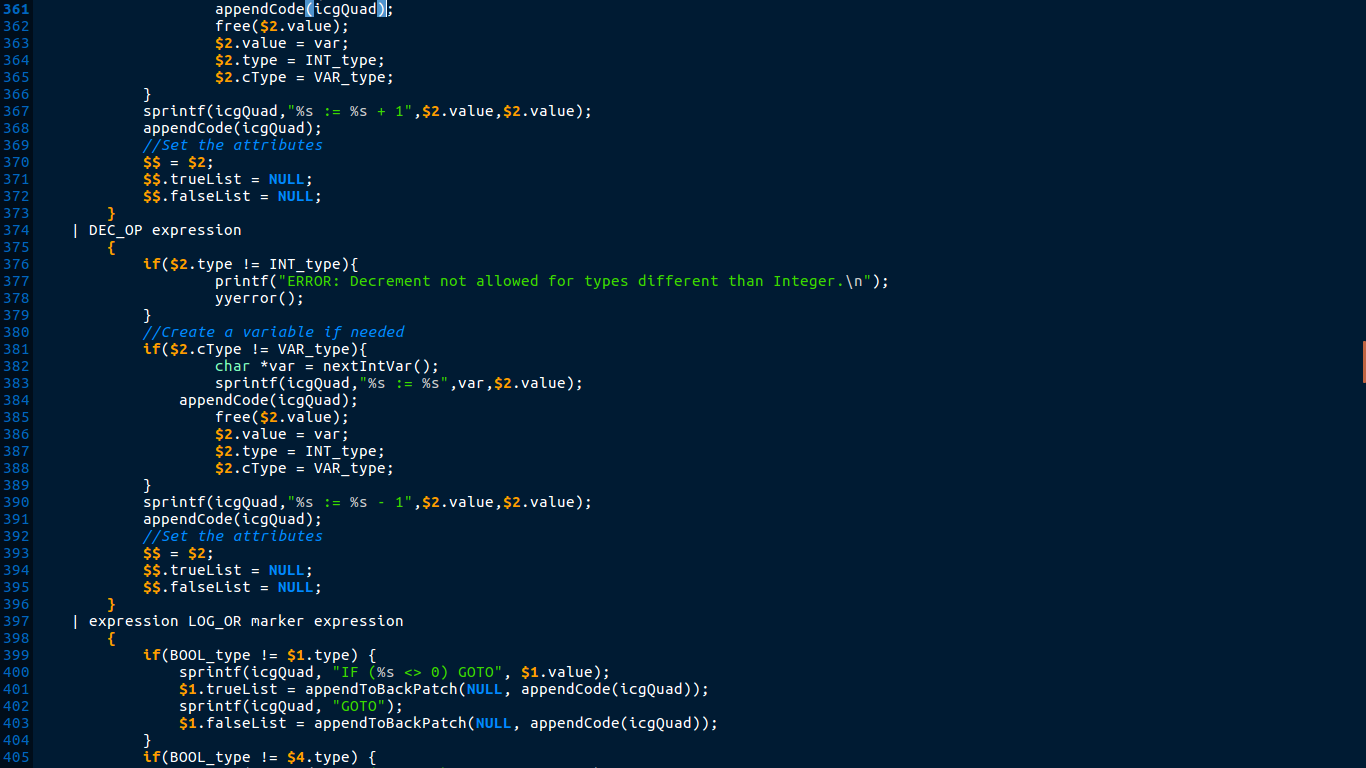 361 appendCode(icgQuad);
362 free($2.value);
363 $2.value = var;
364 $2.type = INT_type;
365 $2.cType = VAR_type;
366 }
367 sprintf(icgQuad,"%s := %s + 1",$2.value,$2.value);
368 appendCode(icgQuad);
369 //Set the attributes
370 $$ = $2;
371 $$.trueList = NULL;
372 $$.falseList = NULL;
373 }
374 | DEC_OP expression
375 {
376 if($2.type != INT_type){
377 printf("ERROR: Decrement not allowed for types different than Integer.\n");
378 yyerror();
379 }
380 //Create a variable if needed
381 if($2.cType != VAR_type){
382 char *var = nextIntVar();
383 sprintf(icgQuad,"%s := %s",var,$2.value);
384 appendCode(icgQuad);
385 free($2.value);
386 $2.value = var;
387 $2.type = INT_type;
388 $2.cType = VAR_type;
389 }
390 sprintf(icgQuad,"%s := %s - 1",$2.value,$2.value);
391 appendCode(icgQuad);
392 //Set the attributes
393 $$ = $2;
394 $$.trueList = NULL;
395 $$.falseList = NULL;
396 }
397 | expression LOG_OR marker expression
398 {
399 if(BOOL_type != $1.type) {
400 sprintf(icgQuad, "IF (%s <> 0) GOTO", $1.value);
401 $1.trueList = appendToBackPatch(NULL, appendCode(icgQuad));
402 sprintf(icgQuad, "GOTO");
403 $1.falseList = appendToBackPatch(NULL, appendCode(icgQuad));
404 }
405 if(BOOL_type != $4.type) {